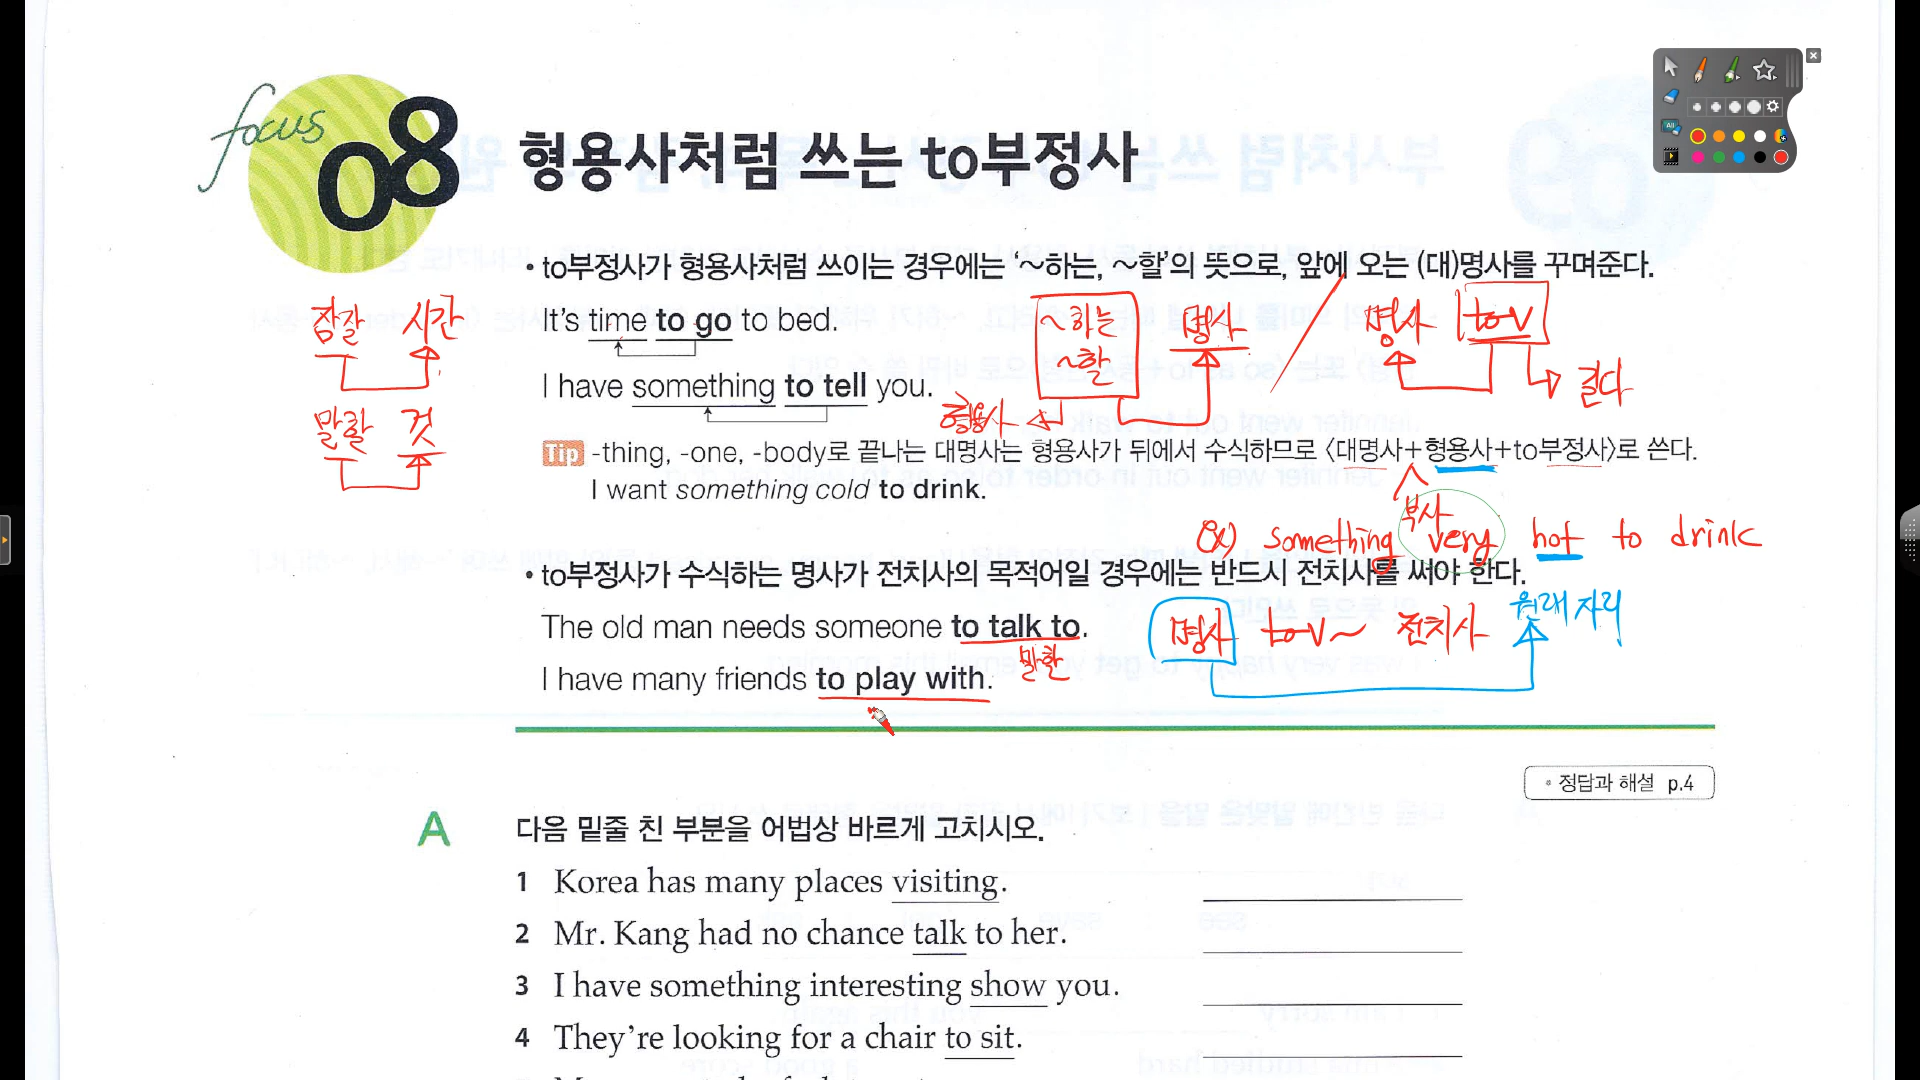 focus
08
형용사처럼 쓰는 to부정사
• to부정사가 형용사처럼 쓰이는 경우에는 '~하는, ~할'의 뜻으로, 앞에 오는 (대)명사를 꾸며준다.
잠잘 시간
It's time to go to bed.
~하는
~할
명사
명사 to v
걸다
말할 것
I have something to tell you.
형용사
Tip -thing, -one, -body로 끝나는 대명사는 형용사가 뒤에서 수식하므로 〈대명사+형용사+to부정사〉로 쓴다.
I want something cold to drink.
부사
ex) something very hot to drink
• to부정사가 수식하는 명사가 전치사의 목적어일 경우에는 반드시 전치사를 써야 한다.
The old man needs someone to talk to.
명사 to v ~ 전치사 원래 자리
말할
I have many friends to play with.
• 정답과 해설 p.4
A 다음 밑줄 친 부분을 어법상 바르게 고치시오.
1 Korea has many places visiting.
2 Mr. Kang had no chance talk to her.
3 I have something interesting show you.
4 They're looking for a chair to sit.